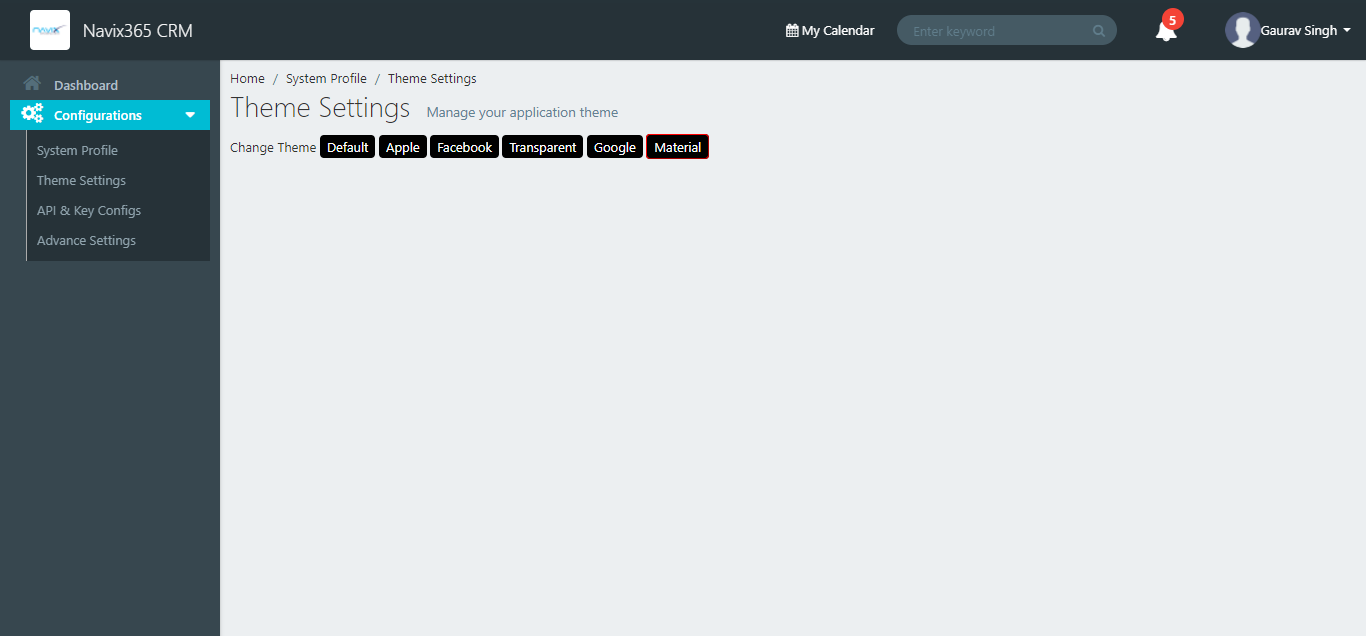 navix Navix365 CRM My Calendar Enter keyword 5 Gaurav Singh
Home / System Profile / Theme Settings
Dashboard
Theme Settings Manage your application theme
Configurations
Change Theme Default Apple Facebook Transparent Google Material
System Profile
Theme Settings
API & Key Configs
Advance Settings